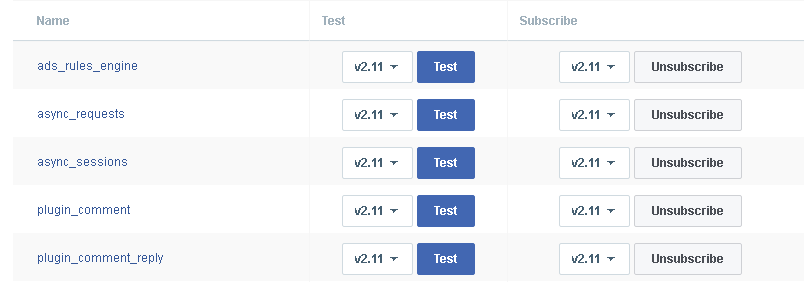 Name Test Subscribe
ads_rules_engine v2.11 Test v2.11 Unsubscribe
async_requests v2.11 Test v2.11 Unsubscribe
async_sessions v2.11 Test v2.11 Unsubscribe
plugin_comment v2.11 Test v2.11 Unsubscribe
plugin_comment_reply v2.11 Test v2.11 Unsubscribe